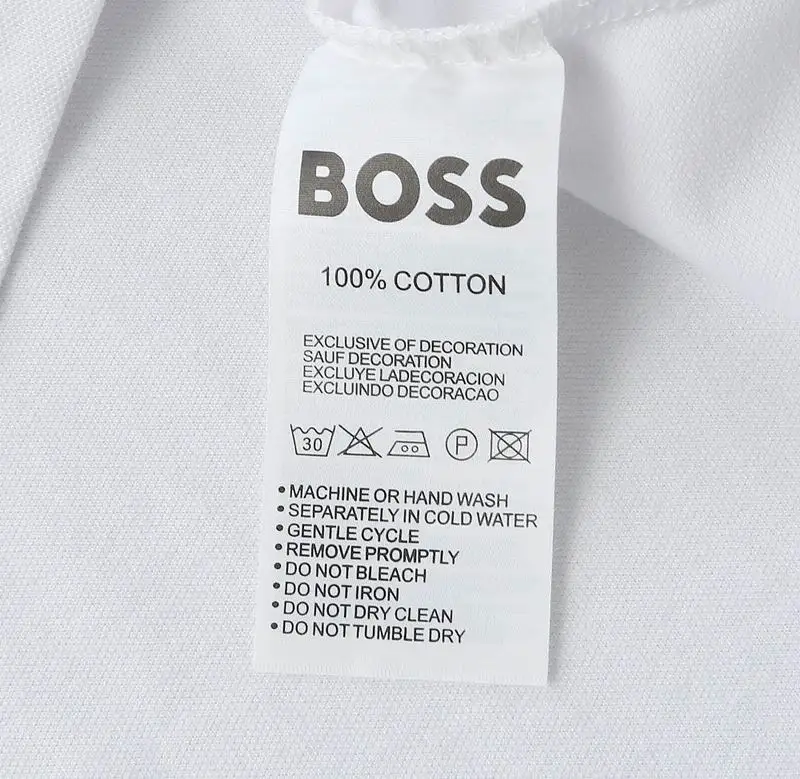 BOSS
100% COTTON
EXCLUSIVE OF DECORATION
SAUF DECORATION
EXCLUYE LADECORACION
EXCLUINDO DECORACAO
30 P
• MACHINE OR HAND WASH
• SEPARATELY IN COLD WATER
• GENTLE CYCLE
• REMOVE PROMPTLY
• DO NOT BLEACH
• DO NOT IRON
• DO NOT DRY CLEAN
• DO NOT TUMBLE DRY